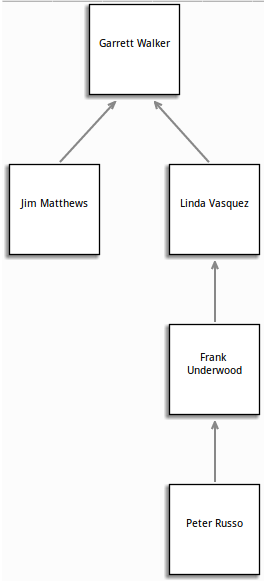 Garrett Walker
Jim Matthews
Linda Vasquez
Frank
Underwood
Peter Russo